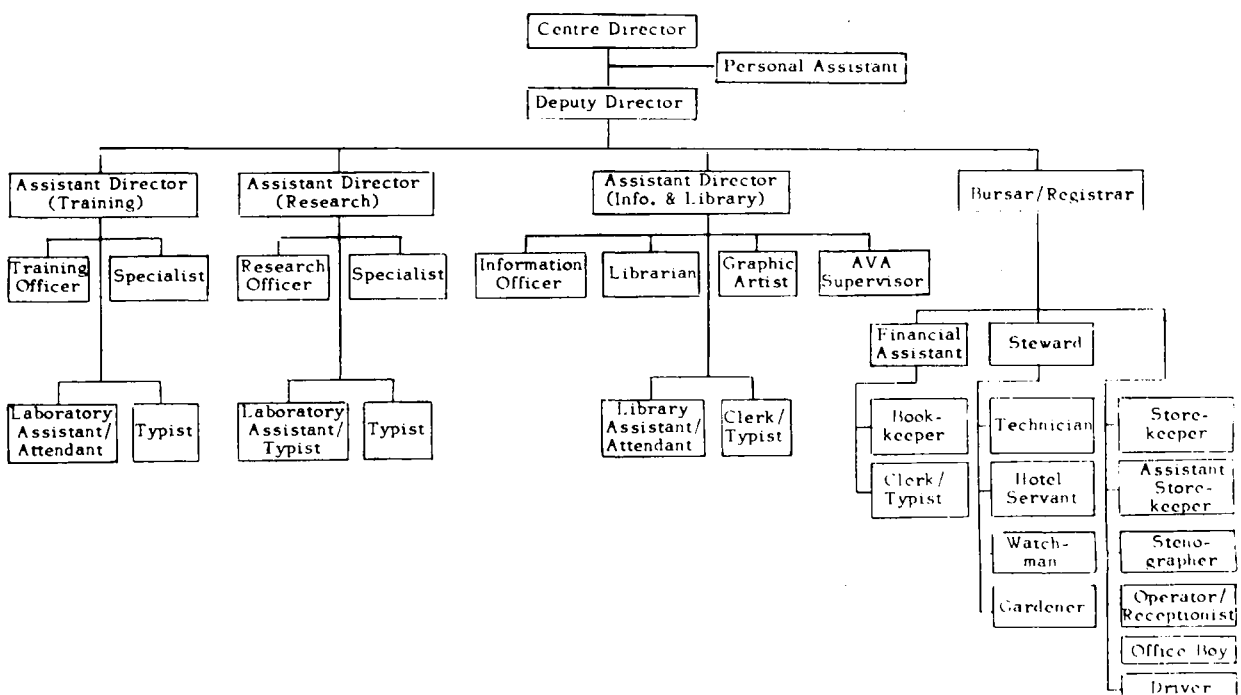 Centre Director
Personal Assistant
Deputy Director
Assistant Director
(Training)
Assistant Director
(Research)
Assistant Director
(Info. & Library)
Bursar/Registrar
Training
Officer
Specialist
Research
Officer
Specialist
Information
Officer
Librarian
Graphic
Artist
AVA
Supervisor
Financial
Assistant
Steward
Laboratory
Assistant/
Attendant
Typist
Laboratory
Assistant/
Typist
Typist
Library
Assistant/
Attendant
Clerk/
Typist
Book-
keeper
Clerk/
Typist
Technician
Hotel
Servant
Watch-
man
Gardener
Store-
keeper
Assistant
Store-
keeper
Steno-
grapher
Operator/
Receptionist
Office Boy
Driver